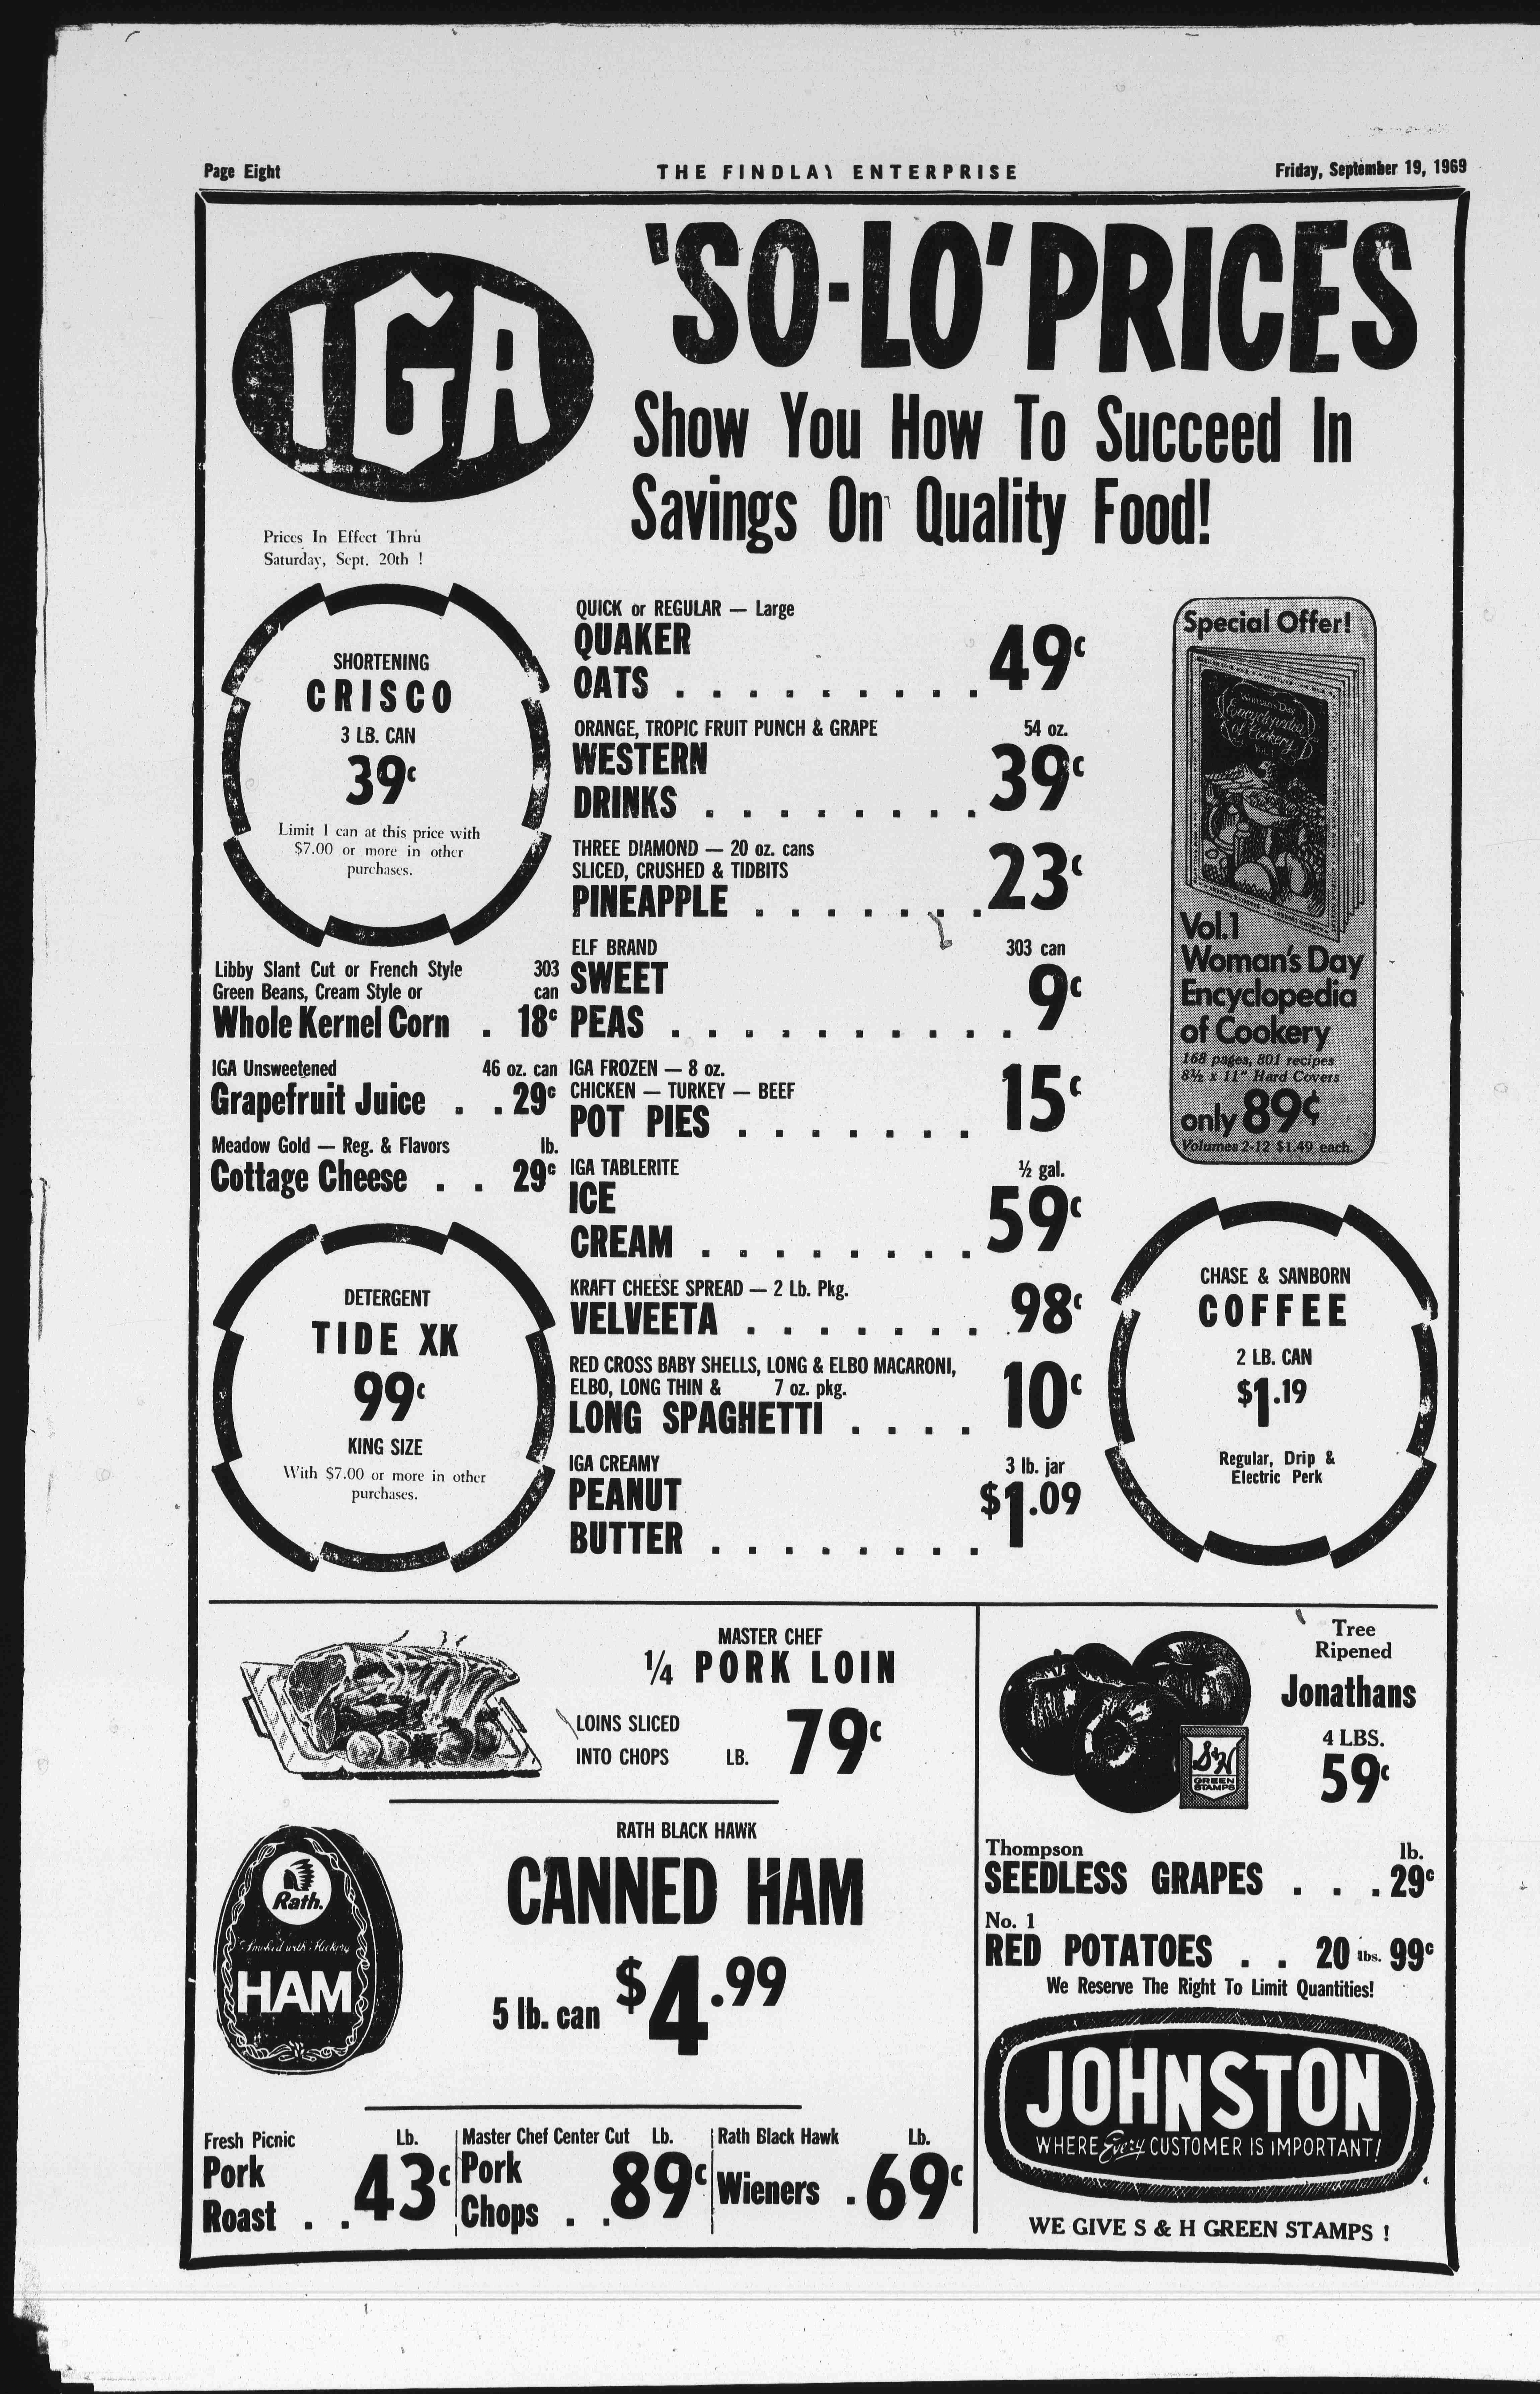 Page Eight
THE FINDLAY ENTERPRISE
Friday, September 19, 1969
IGA
'SO-LO' PRICES
Show You How To Succeed In
Savings On Quality Food!
Prices In Effect Thru
Saturday, Sept. 20th !
SHORTENING
CRISCO
3 LB. CAN
39¢
Limit 1 can at this price with
$7.00 or more in other
purchases.
Libby Slant Cut or French Style 303
Green Beans, Cream Style or can
Whole Kernel Corn . 18¢
IGA Unsweetened 46 oz. can
Grapefruit Juice . . 29¢
Meadow Gold — Reg. & Flavors lb.
Cottage Cheese . . 29¢
DETERGENT
TIDE XK
99¢
KING SIZE
With $7.00 or more in other
purchases.
QUICK or REGULAR — Large
QUAKER
OATS . . . . . . . . . 49¢
ORANGE, TROPIC FRUIT PUNCH & GRAPE 54 oz.
WESTERN
DRINKS . . . . . . . . 39¢
THREE DIAMOND — 20 oz. cans
SLICED, CRUSHED & TIDBITS
PINEAPPLE . . . . . . . 23¢
ELF BRAND 303 can
SWEET
PEAS . . . . . . . . . . 9¢
IGA FROZEN — 8 oz.
CHICKEN — TURKEY — BEEF
POT PIES . . . . . . . 15¢
IGA TABLERITE ½ gal.
ICE
CREAM . . . . . . . . 59¢
KRAFT CHEESE SPREAD — 2 Lb. Pkg.
VELVEETA . . . . . . . 98¢
RED CROSS BABY SHELLS, LONG & ELBO MACARONI,
ELBO, LONG THIN & 7 oz. pkg.
LONG SPAGHETTI . . . . 10¢
IGA CREAMY 3 lb. jar
PEANUT
BUTTER . . . . . . . . $1.09
Special Offer!
Woman's Day
Encyclopedia
of Cookery
Vol.1
Woman's Day
Encyclopedia
of Cookery
168 pages, 801 recipes
8½ x 11" Hard Covers
only 89¢
Volumes 2-12 $1.49 each.
CHASE & SANBORN
COFFEE
2 LB. CAN
$1.19
Regular, Drip &
Electric Perk
MASTER CHEF
¼ PORK LOIN
LOINS SLICED
INTO CHOPS LB. 79¢
RATH BLACK HAWK
CANNED HAM
5 lb. can $4.99
Rath.
Smoked with Hickory
HAM
Fresh Picnic Lb.
Pork
Roast . . 43¢
Master Chef Center Cut Lb.
Pork
Chops . . 89¢
Rath Black Hawk Lb.
Wieners . 69¢
Tree
Ripened
Jonathans
4 LBS.
59¢
S&H
GREEN
STAMPS
Thompson lb.
SEEDLESS GRAPES . . . 29¢
No. 1
RED POTATOES . . 20 lbs. 99¢
We Reserve The Right To Limit Quantities!
JOHNSTON
WHERE Every CUSTOMER IS IMPORTANT!
WE GIVE S & H GREEN STAMPS !